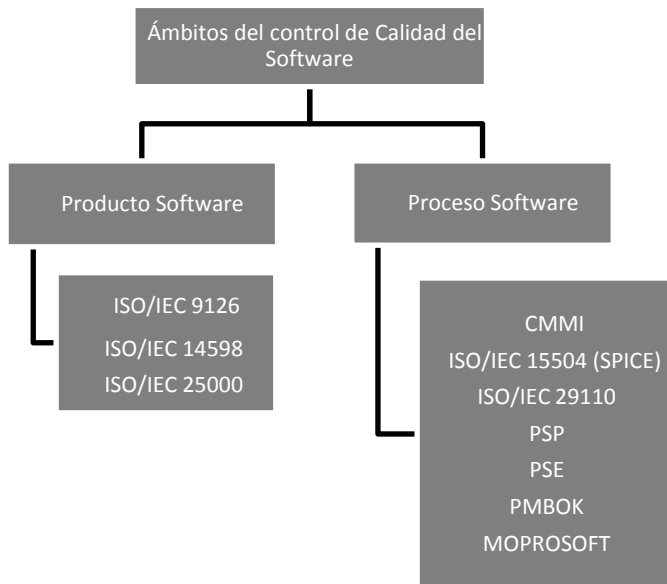 Ámbitos del control de Calidad del
Software
Producto Software
Proceso Software
ISO/IEC 9126
ISO/IEC 14598
ISO/IEC 25000
CMMI
ISO/IEC 15504 (SPICE)
ISO/IEC 29110
PSP
PSE
PMBOK
MOPROSOFT